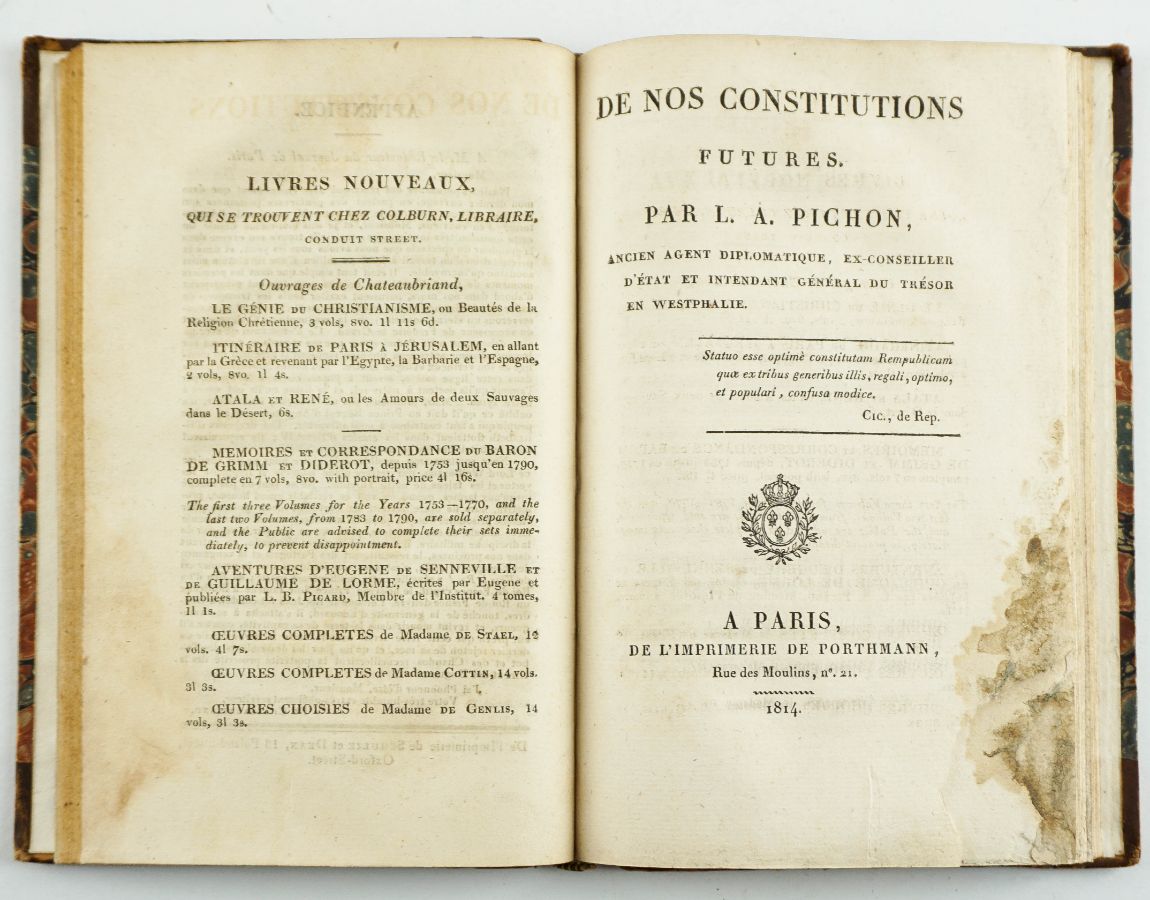 LIVRES NOUVEAUX,
QUI SE TROUVENT CHEZ COLBURN, LIBRAIRE,
CONDUIT STREET.
Ouvrages de Chateaubriand,
LE GÉNIE DU CHRISTIANISME, ou Beautés de la
Religion Chrétienne, 3 vols, 8vo. 1l 11s 6d.
ITINÉRAIRE DE PARIS À JÉRUSALEM, en allant
par la Grèce et revenant par l'Egypte, la Barbarie et l'Espagne,
2 vols, 8vo. 1l 4s.
ATALA ET RENÉ, ou les Amours de deux Sauvages
dans le Désert, 6s.
MEMOIRES ET CORRESPONDANCE DU BARON
DE GRIMM ET DIDEROT, depuis 1753 jusqu'en 1790,
complete en 7 vols, 8vo. with portrait, price 4l 16s.
The first three Volumes for the Years 1753—1770, and the
last two Volumes, from 1783 to 1790, are sold separately,
and the Public are advised to complete their sets imme-
diately, to prevent disappointment.
AVENTURES D'EUGENE DE SENNEVILLE ET
DE GUILLAUME DE LORME, écrites par Eugene et
publiées par L. B. PICARD, Membre de l'Institut. 4 tomes,
1l 1s.
ŒUVRES COMPLETES de Madame DE STAEL, 12
vols. 4l 7s.
ŒUVRES COMPLETES de Madame COTTIN, 14 vols.
3l 3s.
ŒUVRES CHOISIES de Madame DE GENLIS, 14
vols, 3l 3s.
DE NOS CONSTITUTIONS
FUTURES.
PAR L. A. PICHON,
ANCIEN AGENT DIPLOMATIQUE, EX-CONSEILLER
D'ÉTAT ET INTENDANT GÉNÉRAL DU TRÉSOR
EN WESTPHALIE.
Statuo esse optimè constitutam Rempublicam
quæ ex tribus generibus illis, regali, optimo,
et populari, confusa modice.
CIC., de Rep.
A PARIS,
DE L'IMPRIMERIE DE PORTHMANN,
Rue des Moulins, n°. 21.
1814.